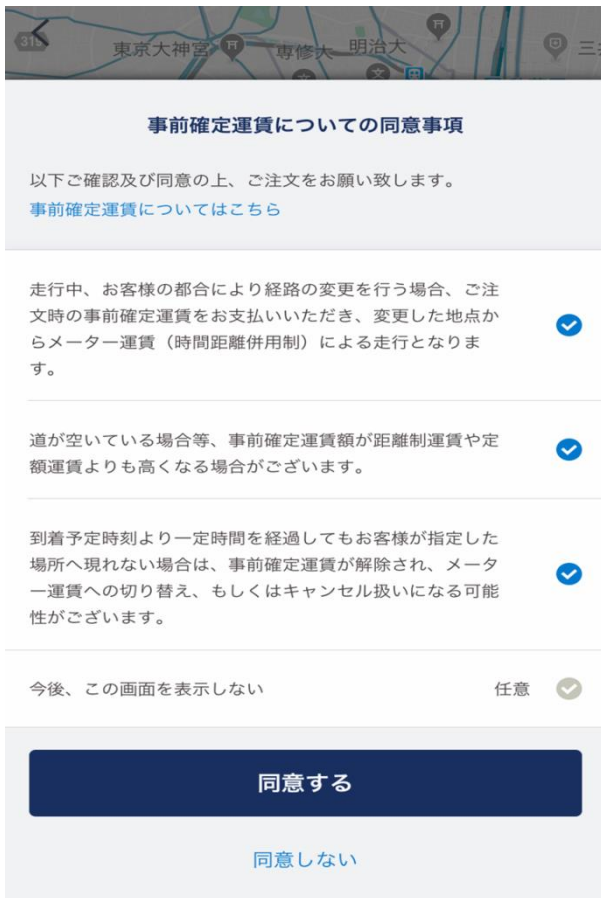 319
東京大神宮
専修大
明治大
三
事前確定運賃についての同意事項
以下ご確認及び同意の上、ご注文をお願い致します。
事前確定運賃についてはこちら
走行中、お客様の都合により経路の変更を行う場合、ご注
文時の事前確定運賃をお支払いいただき、変更した地点か
らメーター運賃（時間距離併用制）による走行となりま
す。
道が空いている場合等、事前確定運賃額が距離制運賃や定
額運賃よりも高くなる場合がございます。
到着予定時刻より一定時間を経過してもお客様が指定した
場所へ現れない場合は、事前確定運賃が解除され、メータ
ー運賃への切り替え、もしくはキャンセル扱いになる可能
性がございます。
今後、この画面を表示しない 任意
同意する
同意しない